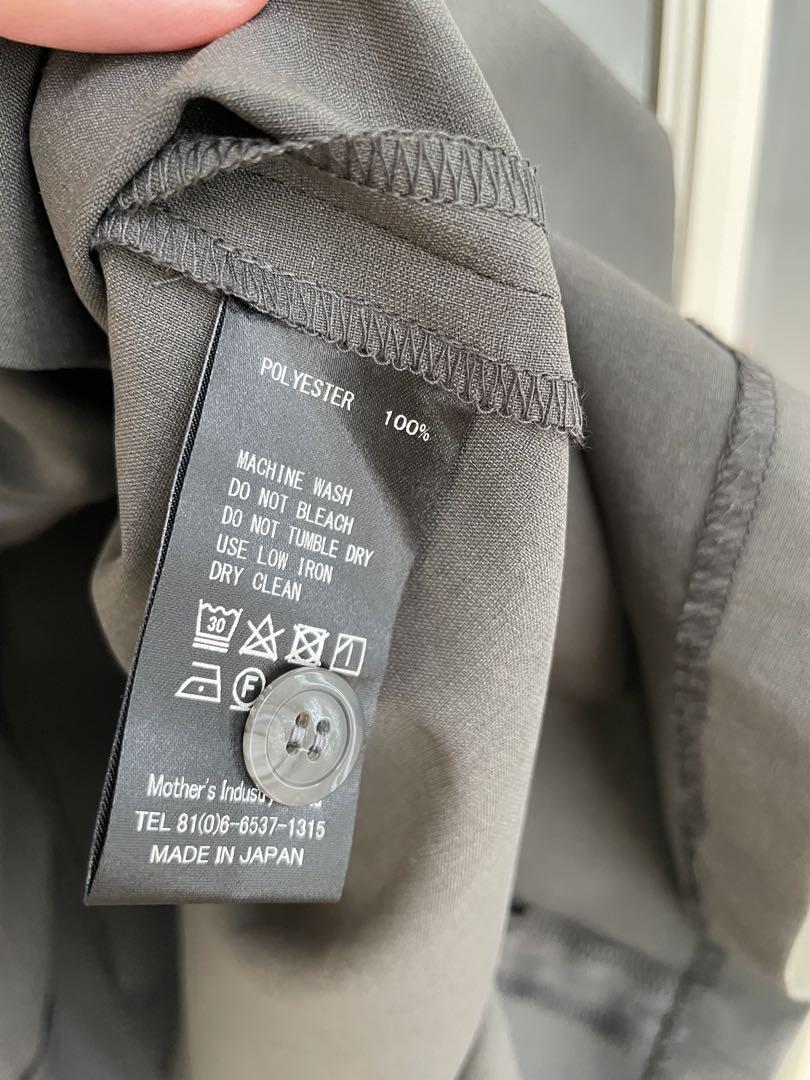 POLYESTER 100%
MACHINE WASH
DO NOT BLEACH
DO NOT TUMBLE DRY
USE LOW IRON
DRY CLEAN
30
F
Mother's
TEL 81(0)6-6537-1315
MADE IN JAPAN